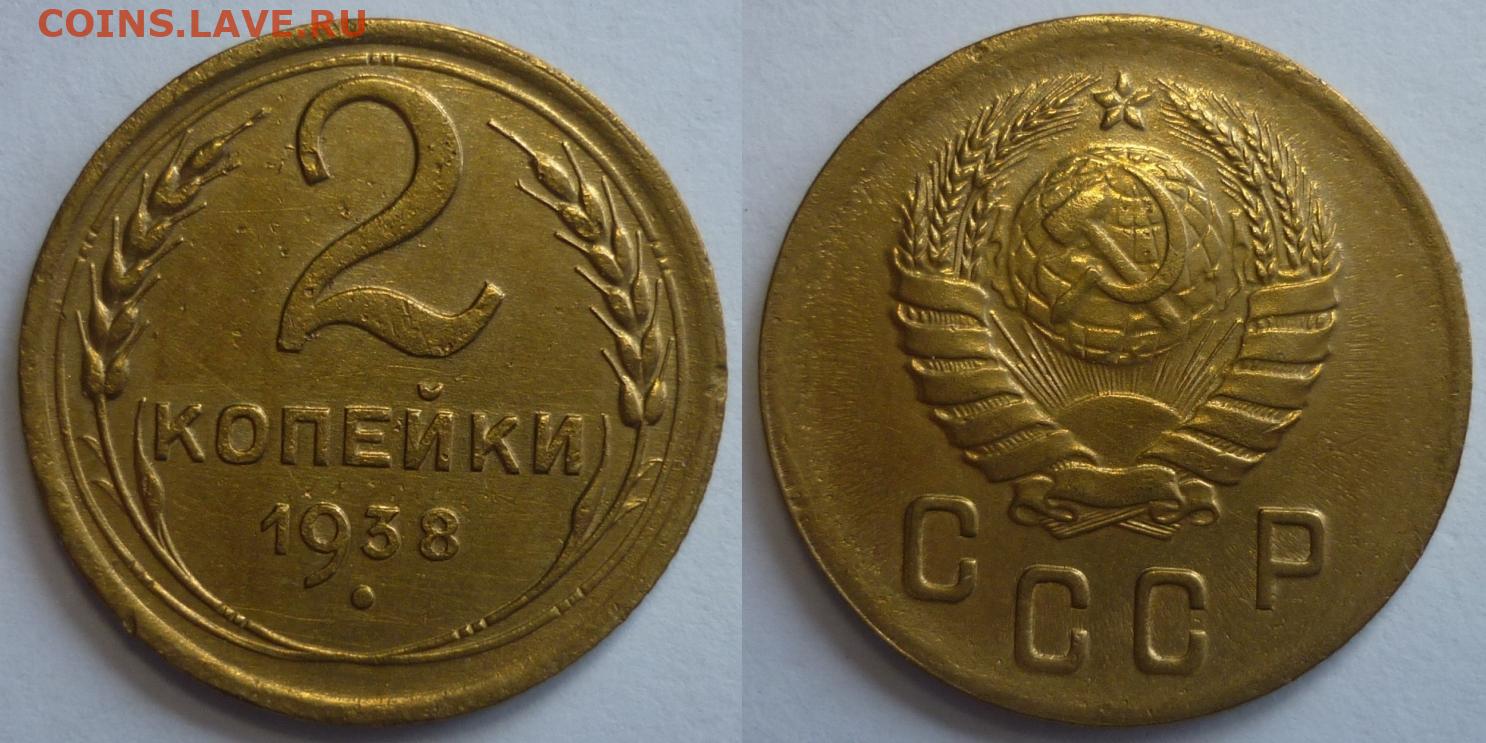 COINS.LAVE.RU
2
КОПЕЙКИ
1938
СССР